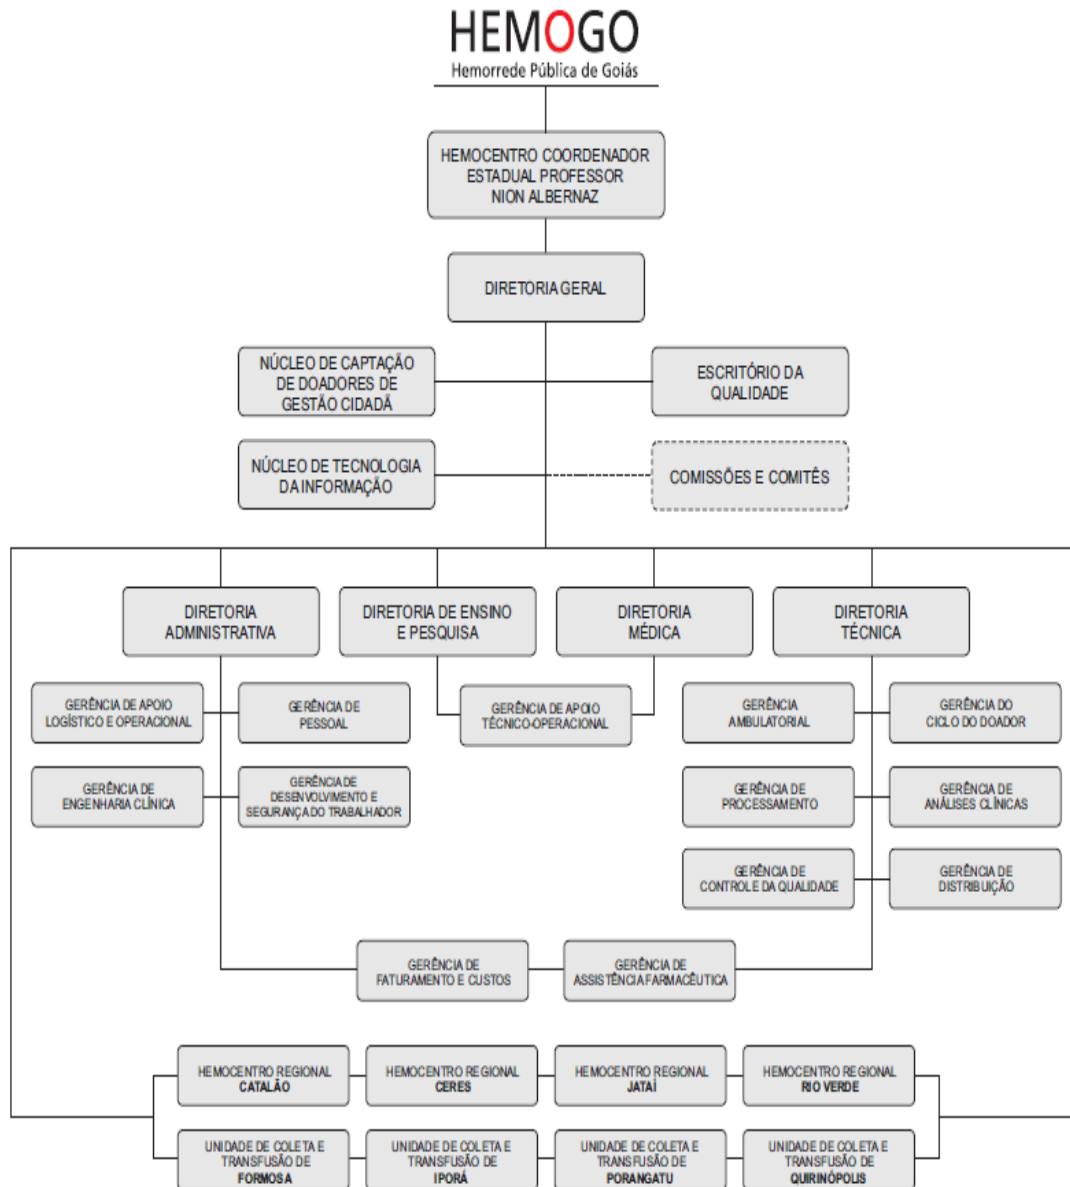 HEMOGO
Hemorrede Pública de Goiás
HEMOCENTRO COORDENADOR
ESTADUAL PROFESSOR
NION ALBERNAZ
DIRETORIA GERAL
NÚCLEO DE CAPTAÇÃO
DE DOADORES DE
GESTÃO CIDADÃ
ESCRITÓRIO DA
QUALIDADE
NÚCLEO DE TECNOLOGIA
DA INFORMAÇÃO
COMISSÕES E COMITÊS
DIRETORIA
ADMINISTRATIVA
DIRETORIA DE ENSINO
E PESQUISA
DIRETORIA
MÉDICA
DIRETORIA
TÉCNICA
GERÊNCIA DE APOIO
LOGÍSTICO E OPERACIONAL
GERÊNCIA DE
PESSOAL
GERÊNCIA DE APOIO
TÉCNICO-OPERACIONAL
GERÊNCIA
AMBULATORIAL
GERÊNCIA DO
CICLO DO DOADOR
GERÊNCIA DE
ENGENHARIA CLÍNICA
GERÊNCIA DE
DESENVOLVIMENTO E
SEGURANÇA DO TRABALHADOR
GERÊNCIA DE
PROCESSAMENTO
GERÊNCIA DE
ANÁLISES CLÍNICAS
GERÊNCIA DE
CONTROLE DA QUALIDADE
GERÊNCIA DE
DISTRIBUIÇÃO
GERÊNCIA DE
FATURAMENTO E CUSTOS
GERÊNCIA DE
ASSISTÊNCIA FARMACÊUTICA
HEMOCENTRO REGIONAL
CATALÃO
HEMOCENTRO REGIONAL
CERES
HEMOCENTRO REGIONAL
JATAÍ
HEMOCENTRO REGIONAL
RIO VERDE
UNIDADE DE COLETA E
TRANSFUSÃO DE
FORMOSA
UNIDADE DE COLETA E
TRANSFUSÃO DE
IPORÁ
UNIDADE DE COLETA E
TRANSFUSÃO DE
PORANGATU
UNIDADE DE COLETA E
TRANSFUSÃO DE
QUIRINÓPOLIS